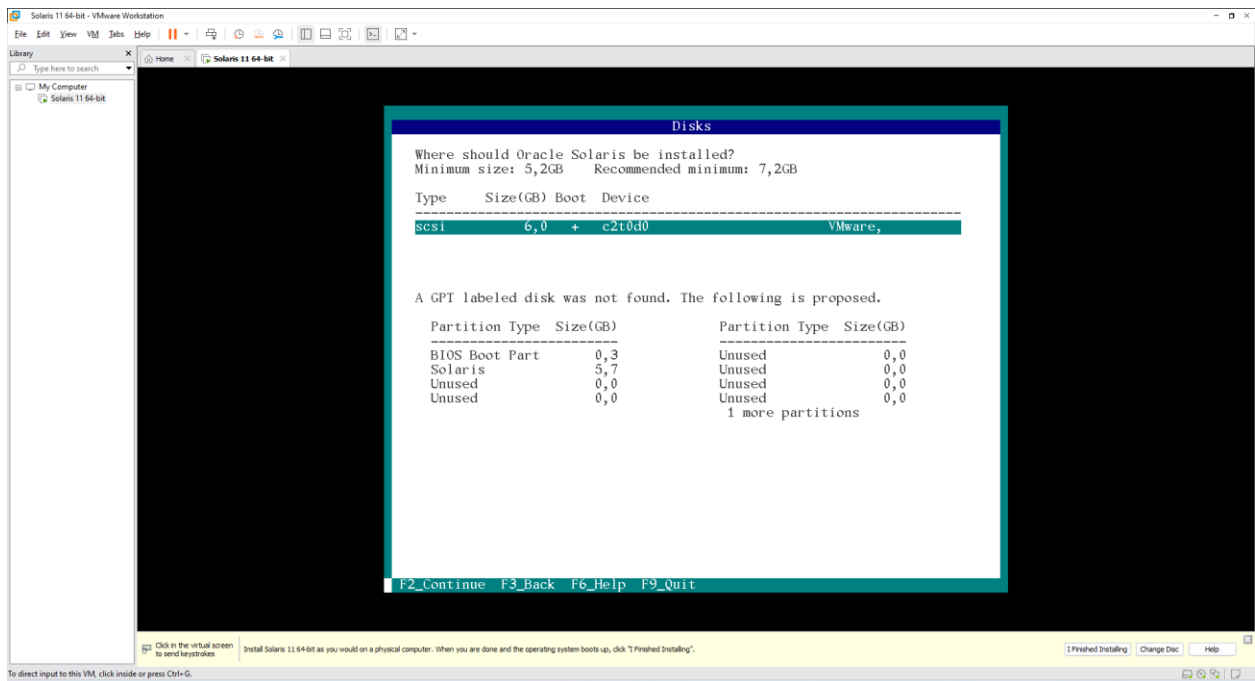 Solaris 11 64-bit - VMware Workstation
File Edit View VM Tabs Help
Library
Type here to search
My Computer
Solaris 11 64-bit
Home
Solaris 11 64-bit
Disks
Where should Oracle Solaris be installed?
Minimum size: 5,2GB Recommended minimum: 7,2GB
Type Size(GB) Boot Device
scsi 6,0 + c2t0d0 VMware,
A GPT labeled disk was not found. The following is proposed.
Partition Type Size(GB) Partition Type Size(GB)
BIOS Boot Part 0,3 Unused 0,0
Solaris 5,7 Unused 0,0
Unused 0,0 Unused 0,0
Unused 0,0 Unused 0,0
1 more partitions
F2_Continue F3_Back F6_Help F9_Quit
Click in the virtual screen
to send keystrokes
Install Solaris 11 64-bit as you would on a physical computer. When you are done and the operating system boots up, click "I Finished Installing".
I Finished Installing Change Disc Help
To direct input to this VM, click inside or press Ctrl+G.